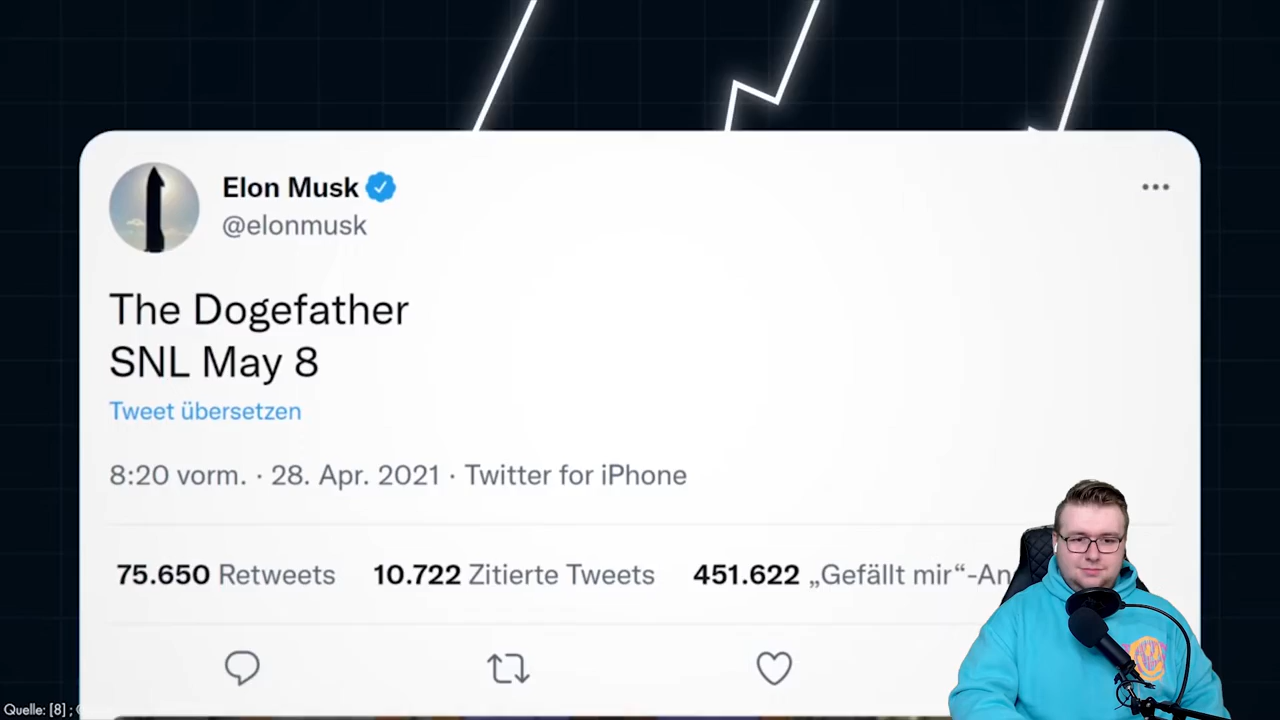 Elon Musk
@elonmusk
The Dogefather
SNL May 8
Tweet übersetzen
8:20 vorm. · 28. Apr. 2021 · Twitter for iPhone
75.650 Retweets 10.722 Zitierte Tweets 451.622 „Gefällt mir“-An
Quelle: [8] ;